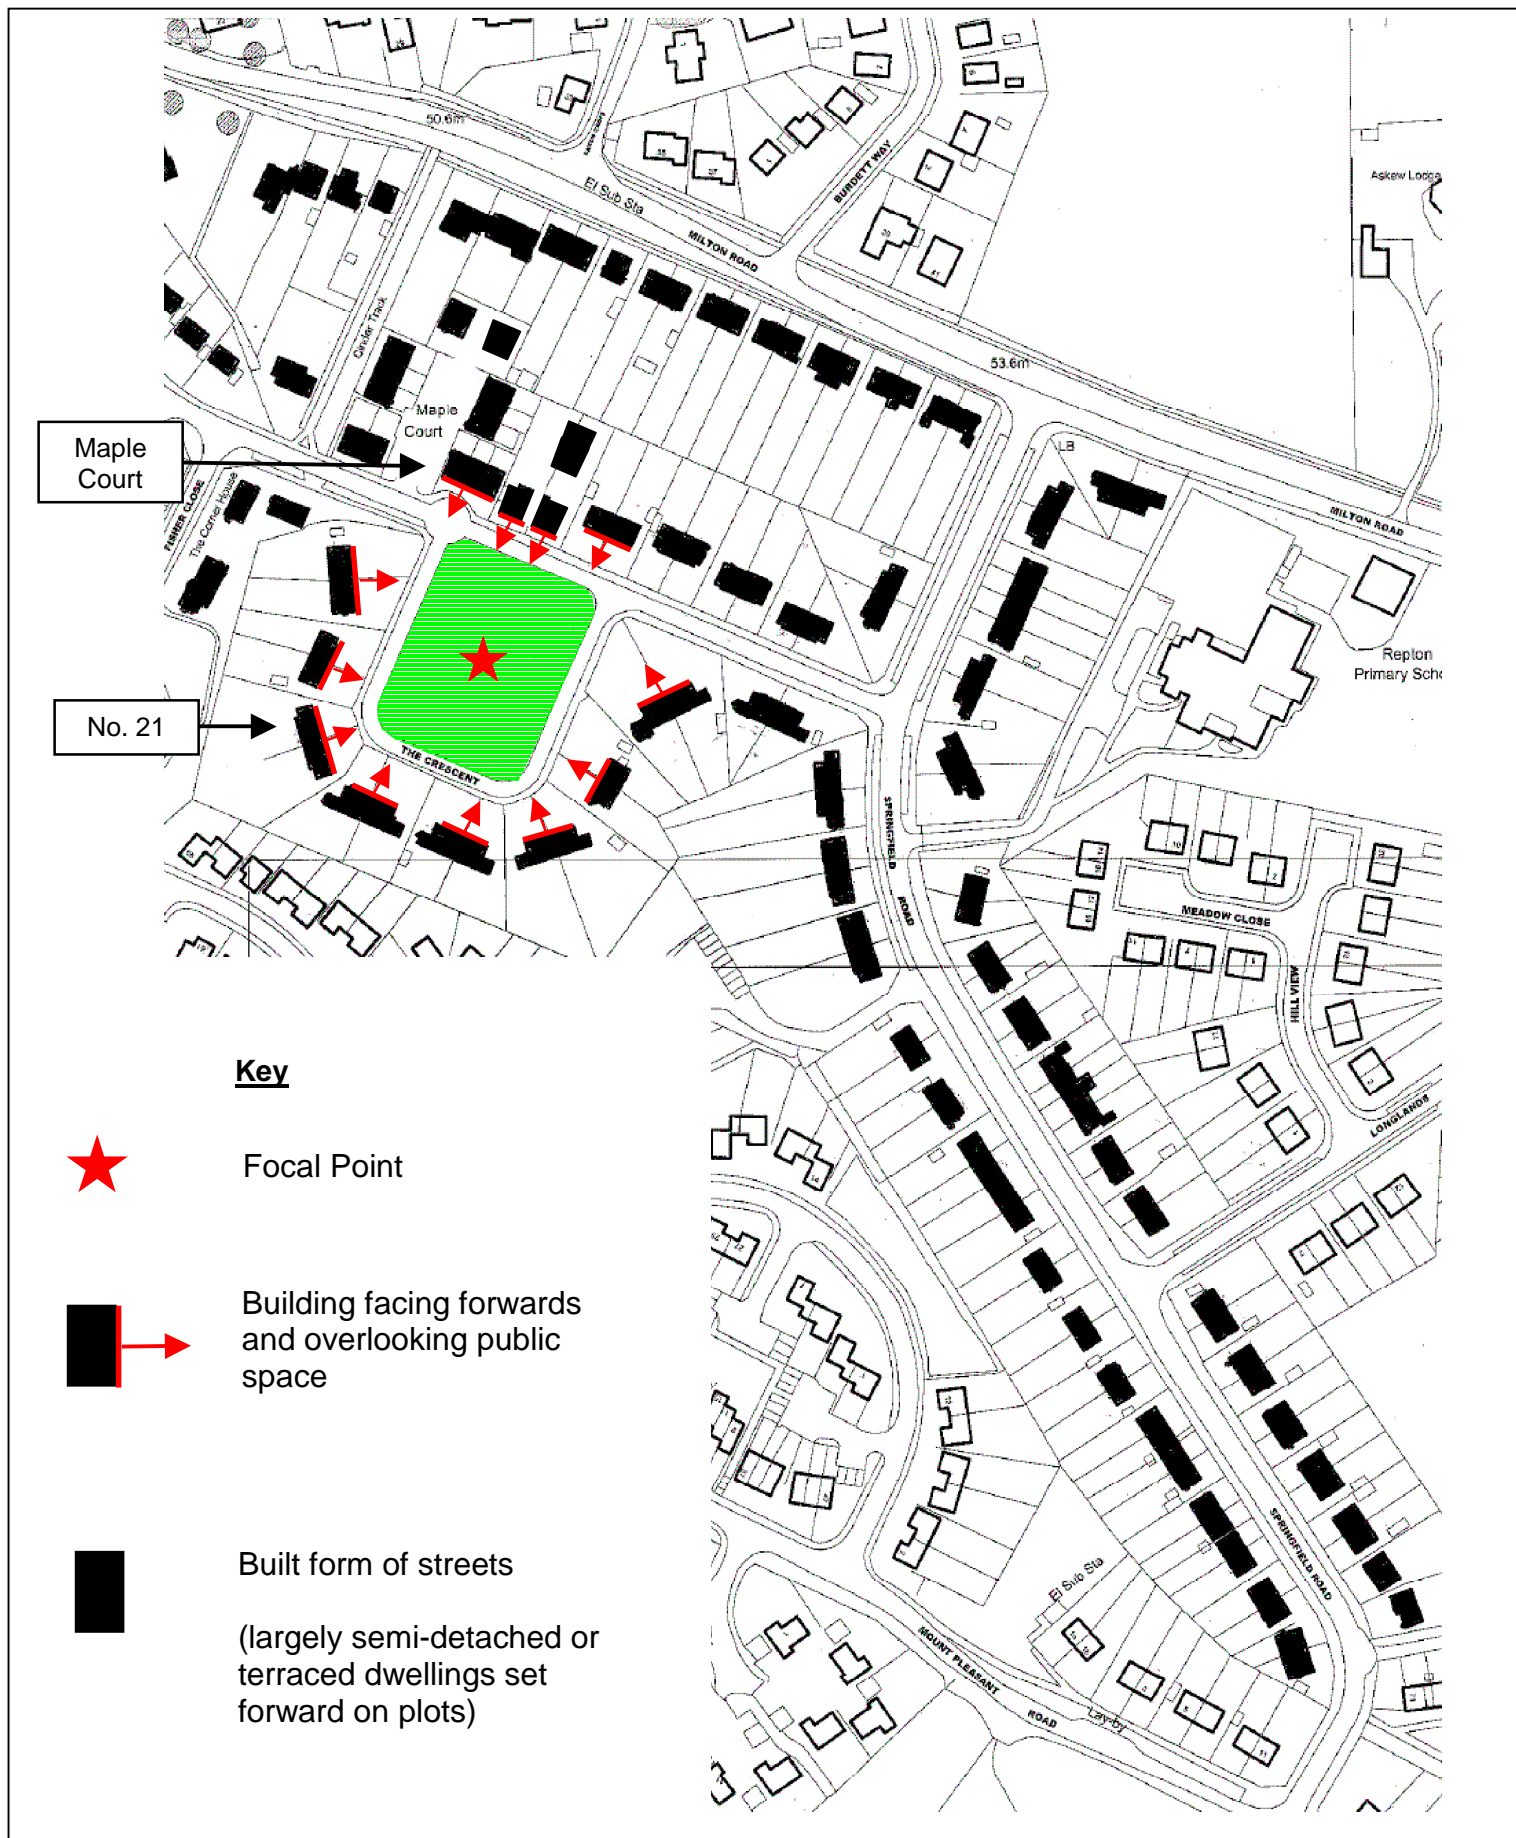 50.6m
El Sub Sta
MILTON ROAD
BURDETT WAY
Askew Lodge
Cinder Track
53.6m
Maple
Court
Maple
Court
LB
MILTON ROAD
FISHER CLOSE
The Corner House
Repton
Primary Scho
No. 21
THE CRESCENT
SPRINGFIELD
ROAD
MEADOW CLOSE
HILL VIEW
LONGLANDS
Key
Focal Point
Building facing forwards
and overlooking public
space
Built form of streets
(largely semi-detached or
terraced dwellings set
forward on plots)
SPRINGFIELD ROAD
El Sub Sta
MOUNT PLEASANT
ROAD
Lay-by